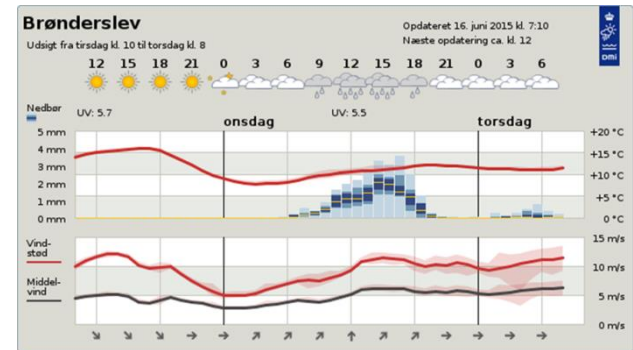 Brønderslev
Opdateret 16. juni 2015 kl. 7:10
Næste opdatering ca. kl. 12
Udsigt fra tirsdag kl. 10 til torsdag kl. 8
DMI
12 15 18 21 0 3 6 9 12 15 18 21 0 3 6
Nedbør
UV: 5.7
UV: 5.5
onsdag
torsdag
5 mm
+20 °C
4 mm
+15 °C
3 mm
+10 °C
2 mm
+5 °C
1 mm
0 mm
0 °C
Vind-
stød
15 m/s
10 m/s
Middel-
vind
5 m/s
0 m/s